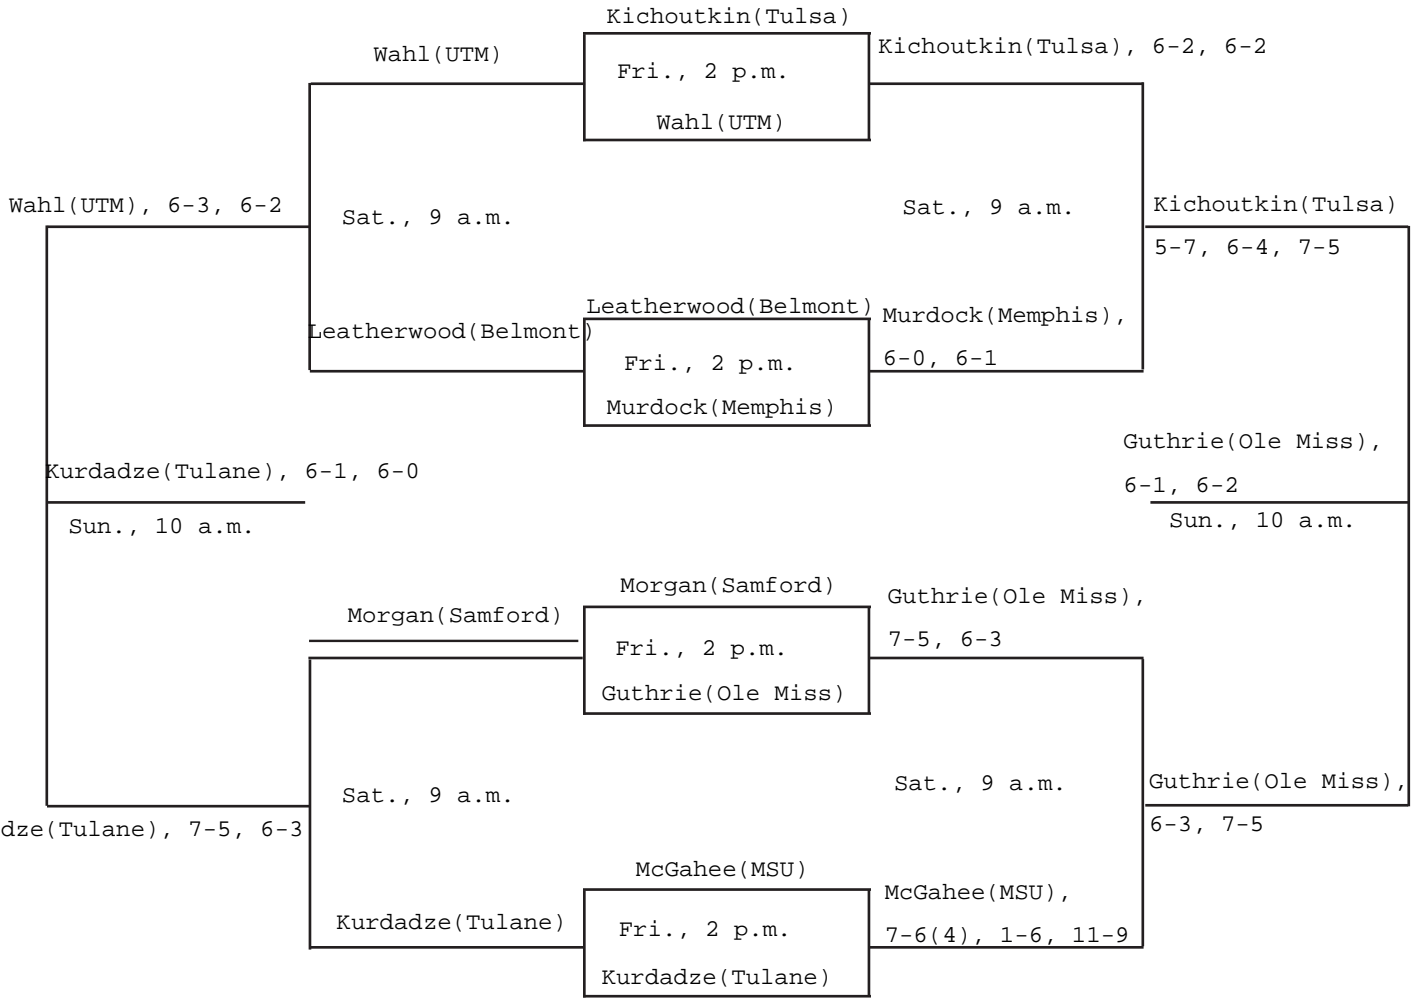 Kichoutkin(Tulsa)
Wahl(UTM)
Fri., 2 p.m.
Kichoutkin(Tulsa), 6-2, 6-2
Wahl(UTM)
Wahl(UTM), 6-3, 6-2
Sat., 9 a.m.
Sat., 9 a.m.
Kichoutkin(Tulsa)
5-7, 6-4, 7-5
Leatherwood(Belmont)
Leatherwood(Belmont)
Murdock(Memphis),
Fri., 2 p.m.
6-0, 6-1
Murdock(Memphis)
Kurdadze(Tulane), 6-1, 6-0
Guthrie(Ole Miss),
6-1, 6-2
Sun., 10 a.m.
Sun., 10 a.m.
Morgan(Samford)
Morgan(Samford)
Guthrie(Ole Miss),
Fri., 2 p.m.
7-5, 6-3
Guthrie(Ole Miss)
Sat., 9 a.m.
Sat., 9 a.m.
Guthrie(Ole Miss),
dze(Tulane), 7-5, 6-3
6-3, 7-5
McGahee(MSU)
McGahee(MSU),
Kurdadze(Tulane)
Fri., 2 p.m.
7-6(4), 1-6, 11-9
Kurdadze(Tulane)